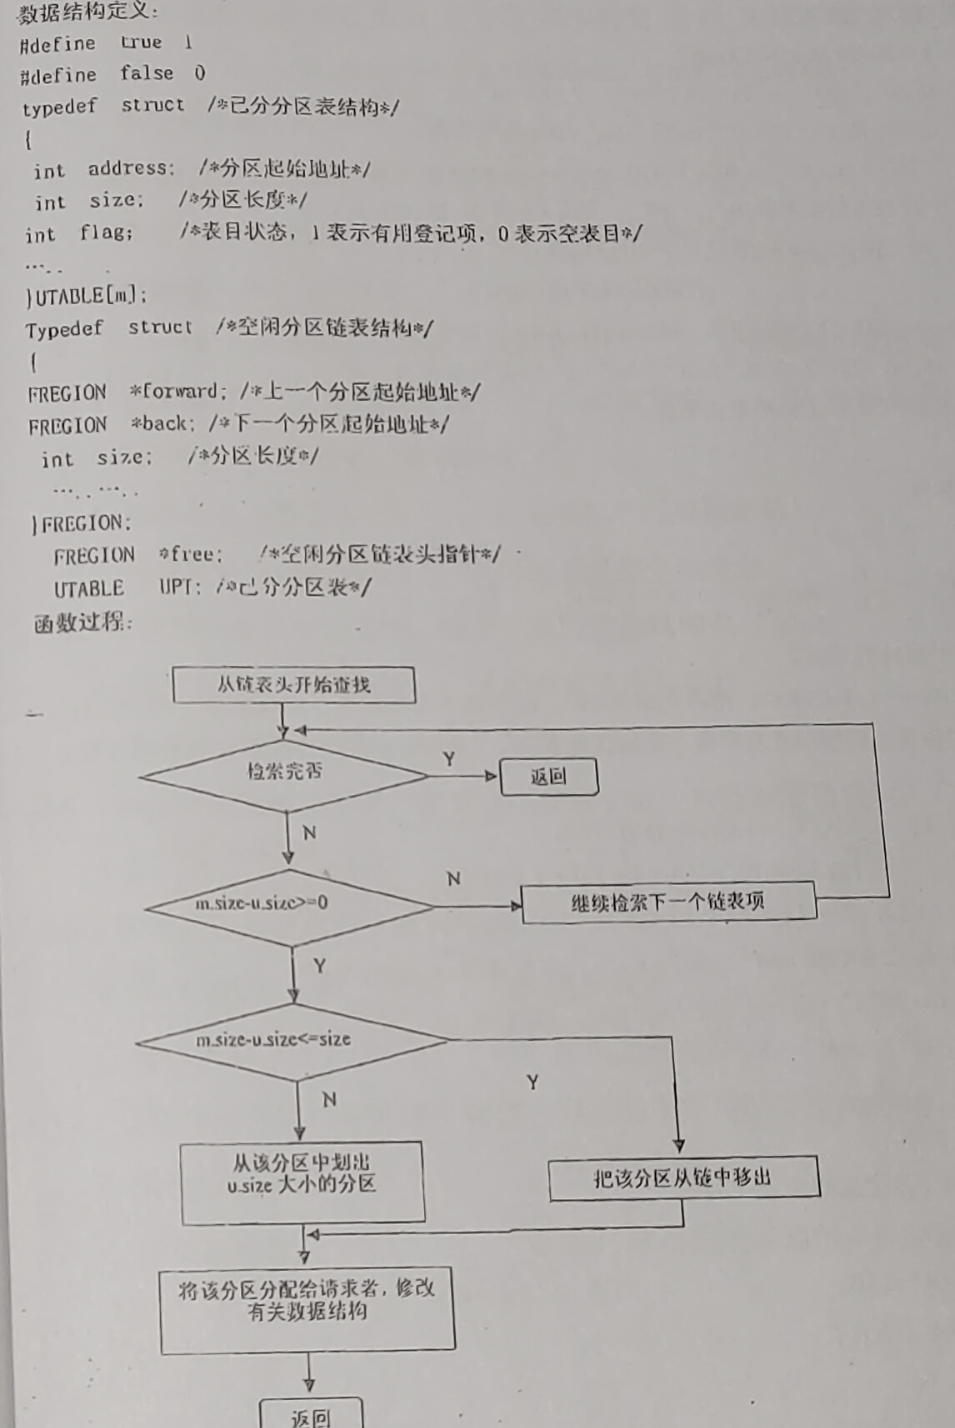 数据结构定义：
#define true 1
#define false 0
typedef struct /*已分分区表结构*/
{
int address; /*分区起始地址*/
int size; /*分区长度*/
int flag; /*表目状态，1表示有用登记项，0表示空表目*/
…..
}UTABLE[m];
Typedef struct /*空闲分区链表结构*/
{
FREGION *forward; /*上一个分区起始地址*/
FREGION *back; /*下一个分区起始地址*/
int size; /*分区长度*/
…..…..
}FREGION;
FREGION *free; /*空闲分区链表头指针*/
UTABLE UPT; /*已分分区表*/
函数过程：
从链表头开始查找
检索完否
Y
返回
N
m.size-u.size>=0
N
继续检索下一个链表项
Y
m.size-u.size<=size
Y
N
从该分区中划出
u.size 大小的分区
把该分区从链中移出
将该分区分配给请求者，修改
有关数据结构
返回